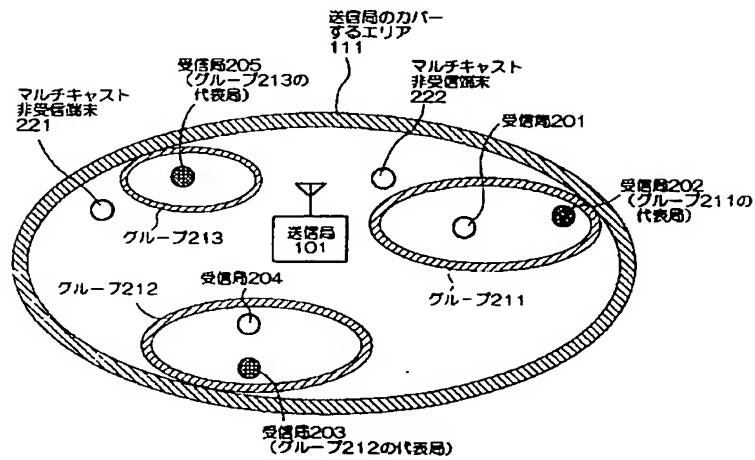 送信局のカバー
するエリア
111
受信局205
(グループ213の
代表局)
マルチキャスト
非受信端末
222
マルチキャスト
非受信端末
221
受信局201
受信局202
(グループ211の
代表局)
グループ213
送信局
101
グループ212
受信局204
グループ211
受信局203
(グループ212の代表局)